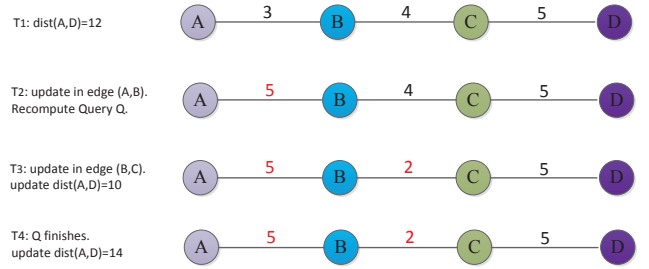 T1: dist(A,D)=12
A 3 B 4 C 5 D
T2: update in edge (A,B).
Recompute Query Q.
A 5 B 4 C 5 D
T3: update in edge (B,C).
update dist(A,D)=10
A 5 B 2 C 5 D
T4: Q finishes.
update dist(A,D)=14
A 5 B 2 C 5 D